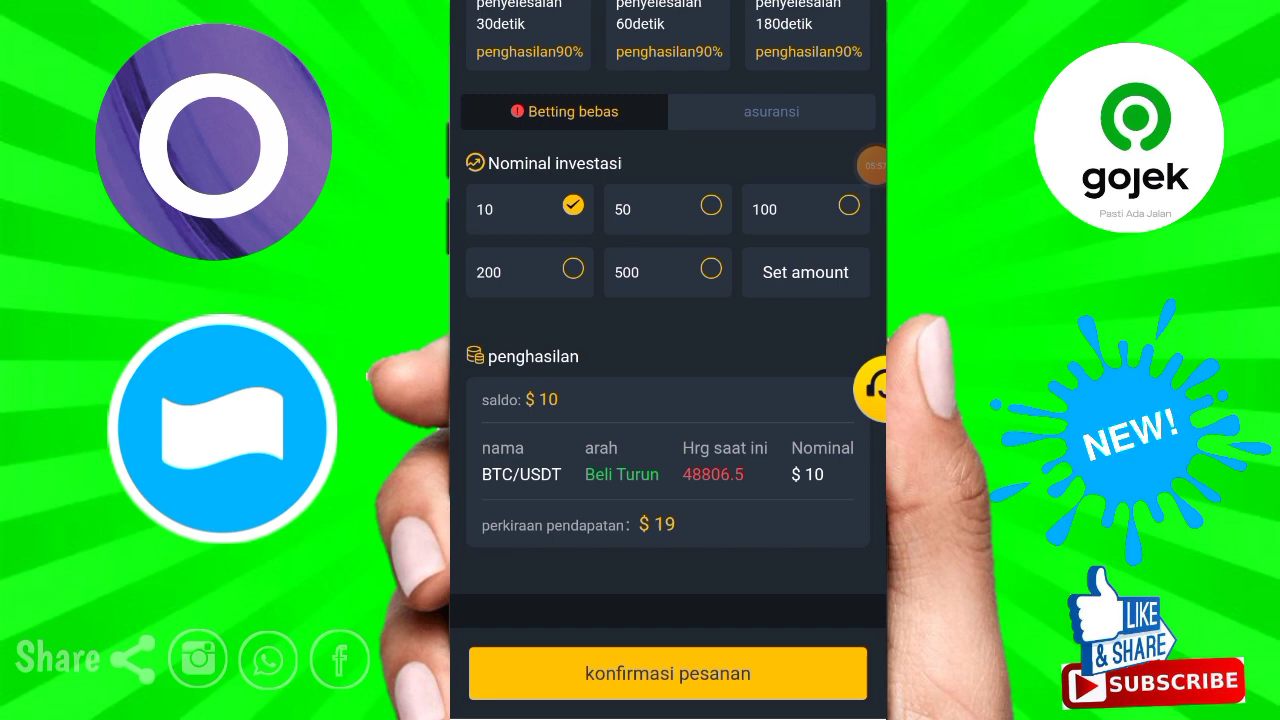 penyelesaian
30detik
penghasilan90%
penyelesaian
60detik
penghasilan90%
penyelesaian
180detik
penghasilan90%
Betting bebas
asuransi
Nominal investasi
10
50
100
200
500
Set amount
penghasilan
saldo: $ 10
nama arah Hrg saat ini Nominal
BTC/USDT Beli Turun 48806.5 $ 10
perkiraan pendapatan: $ 19
konfirmasi pesanan
gojek
Pasti Ada Jalan
NEW!
LIKE
& SHARE
SUBSCRIBE
Share